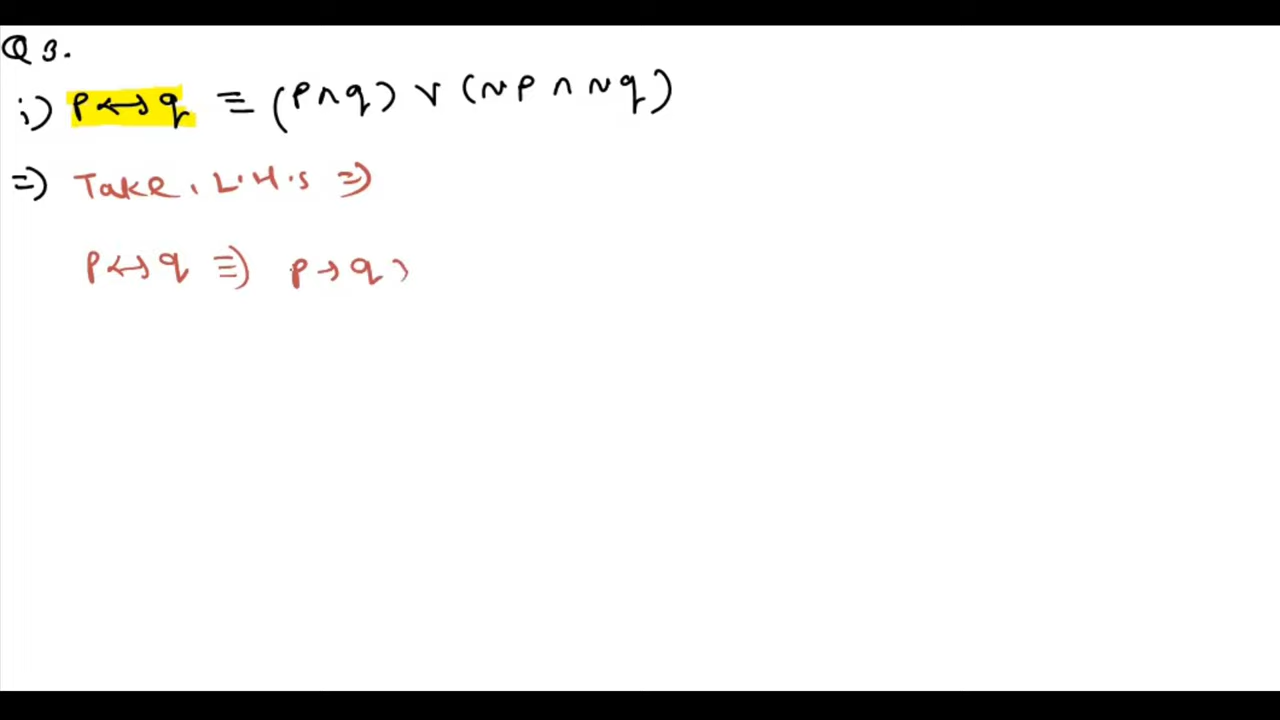 Q 3.
i) p ↔ q ≡ (p ∧ q) ∨ (~p ∧ ~q)
⇒) Take. L.H.S ⇒)
p ↔ q ≡) p → q )